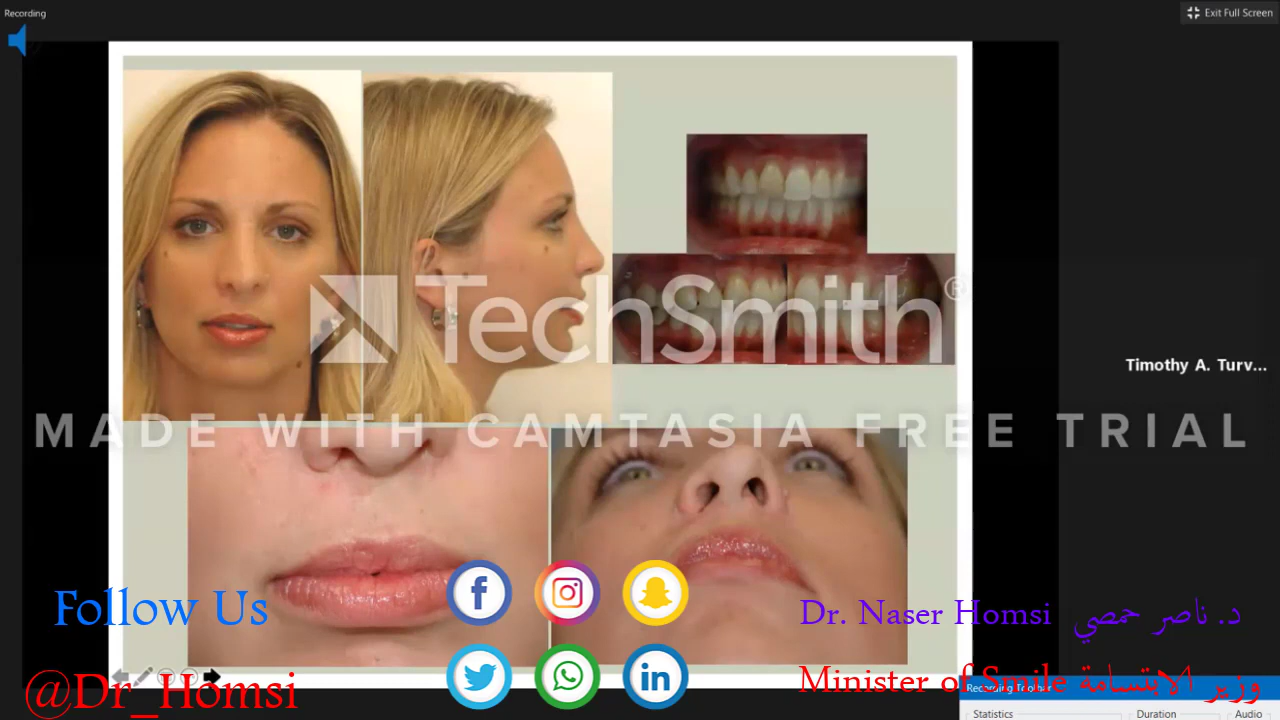 Recording
Exit Full Screen
TechSmith®
Timothy A. Turv...
MADE WITH CAMTASIA FREE TRIAL
Follow Us
Dr. Naser Homsi د. ناصر حمصي
@Dr_Homsi
Minister of Smile وزير الابتسامة
Recording Toolbar
Statistics
Duration
Audio